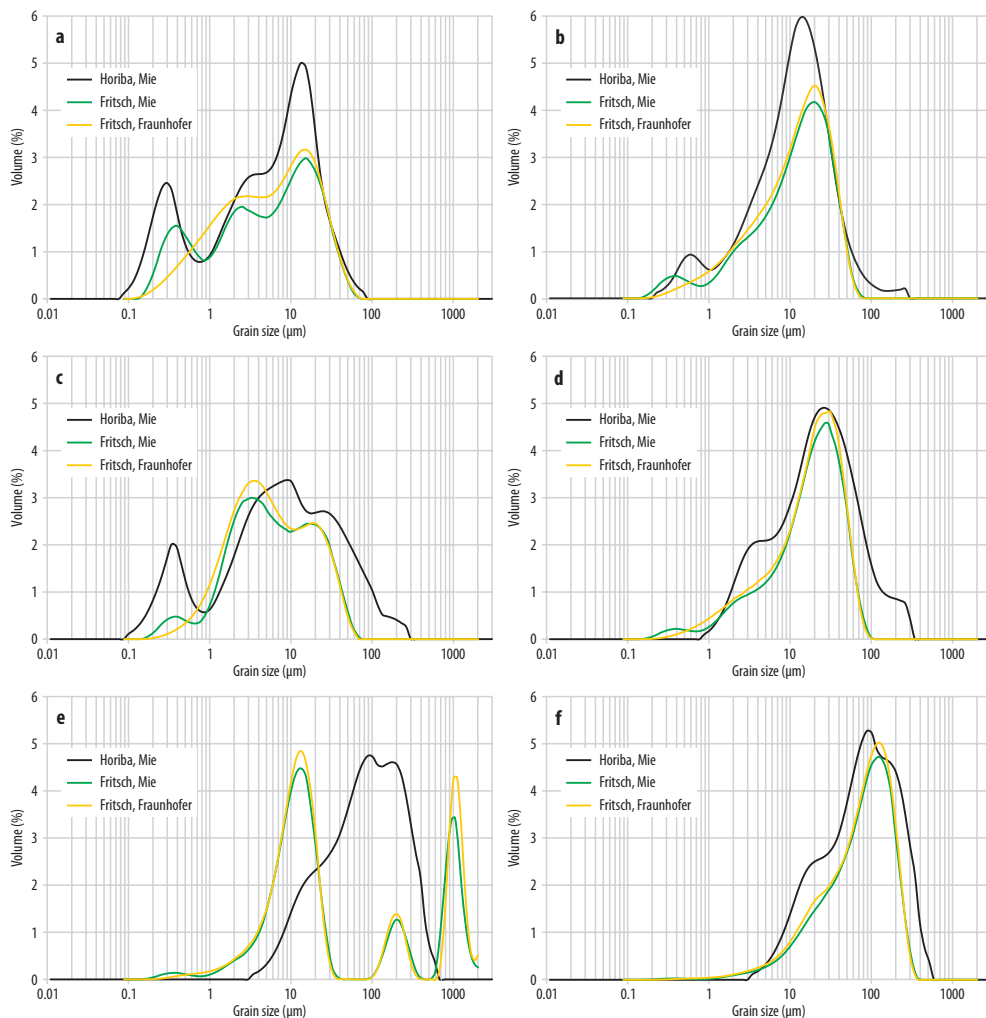 a
6
5
4
3
2
1
0
Volume (%)
Horiba, Mie
Fritsch, Mie
Fritsch, Fraunhofer
0.01 0.1 1 10 100 1000
Grain size (µm)
b
6
5
4
3
2
1
0
Volume (%)
Horiba, Mie
Fritsch, Mie
Fritsch, Fraunhofer
0.01 0.1 1 10 100 1000
Grain size (µm)
c
6
5
4
3
2
1
0
Volume (%)
Horiba, Mie
Fritsch, Mie
Fritsch, Fraunhofer
0.01 0.1 1 10 100 1000
Grain size (µm)
d
6
5
4
3
2
1
0
Volume (%)
Horiba, Mie
Fritsch, Mie
Fritsch, Fraunhofer
0.01 0.1 1 10 100 1000
Grain size (µm)
e
6
5
4
3
2
1
0
Volume (%)
Horiba, Mie
Fritsch, Mie
Fritsch, Fraunhofer
0.01 0.1 1 10 100 1000
Grain size (µm)
f
6
5
4
3
2
1
0
Volume (%)
Horiba, Mie
Fritsch, Mie
Fritsch, Fraunhofer
0.01 0.1 1 10 100 1000
Grain size (µm)